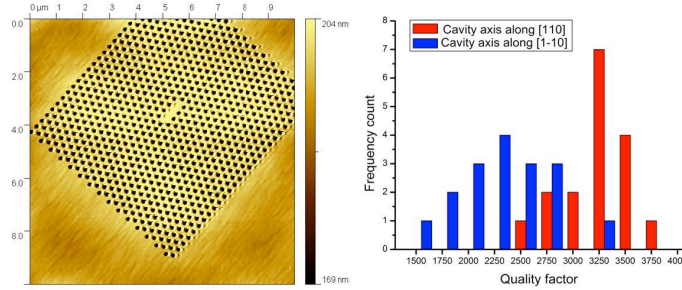 0 µm 1 2 3 4 5 6 7 8 9
0.0
2.0
4.0
6.0
8.0
204 nm
169 nm
Cavity axis along [110]
Cavity axis along [1-10]
Frequency count
8
7
6
5
4
3
2
1
0
1500 1750 2000 2250 2500 2750 3000 3250 3500 3750 4000
Quality factor